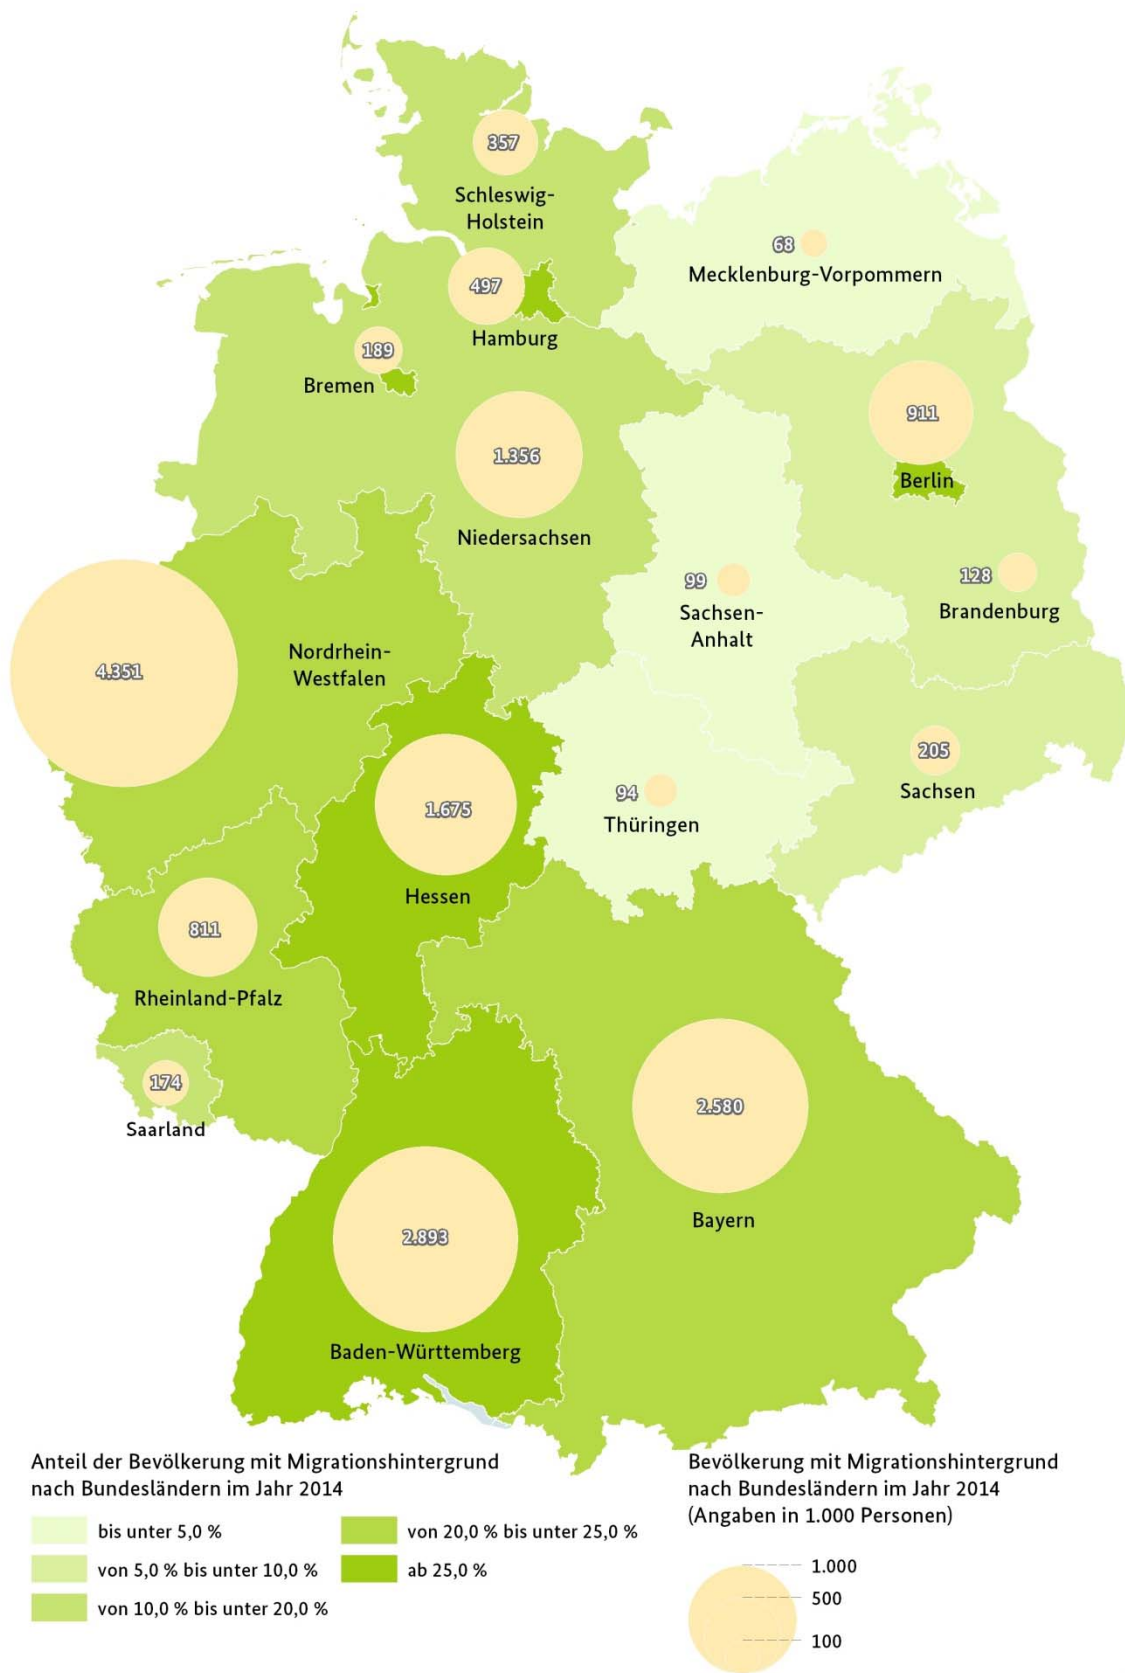 357
Schleswig-
Holstein
68
Mecklenburg-Vorpommern
497
Hamburg
189
Bremen
911
Berlin
1.356
Niedersachsen
128
Brandenburg
99
Sachsen-
Anhalt
4.351
Nordrhein-
Westfalen
205
Sachsen
94
Thüringen
1.675
Hessen
811
Rheinland-Pfalz
174
Saarland
2.580
Bayern
2.893
Baden-Württemberg
Anteil der Bevölkerung mit Migrationshintergrund
nach Bundesländern im Jahr 2014
bis unter 5,0 %
von 5,0 % bis unter 10,0 %
von 10,0 % bis unter 20,0 %
von 20,0 % bis unter 25,0 %
ab 25,0 %
Bevölkerung mit Migrationshintergrund
nach Bundesländern im Jahr 2014
(Angaben in 1.000 Personen)
1.000
500
100